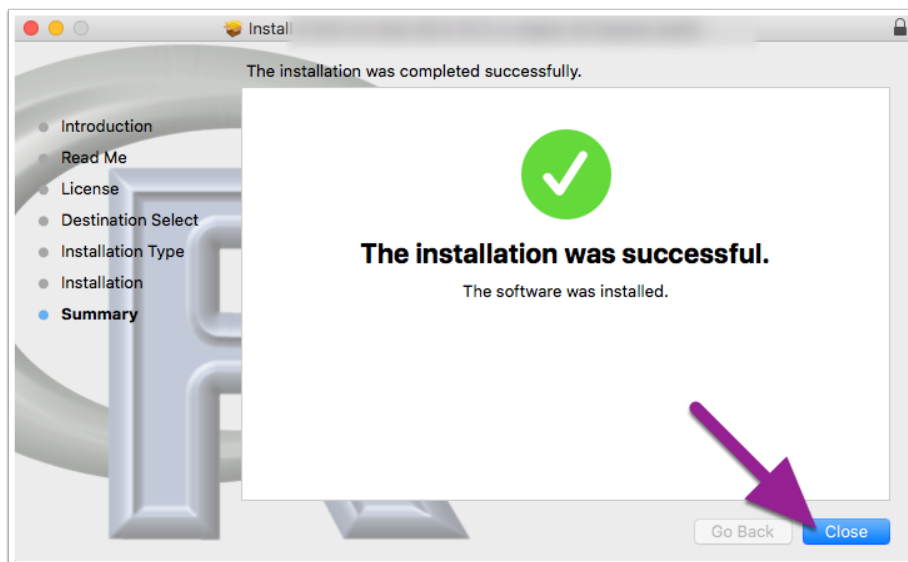 Install
The installation was completed successfully.
Introduction
Read Me
License
Destination Select
Installation Type
Installation
Summary
The installation was successful.
The software was installed.
Go Back
Close